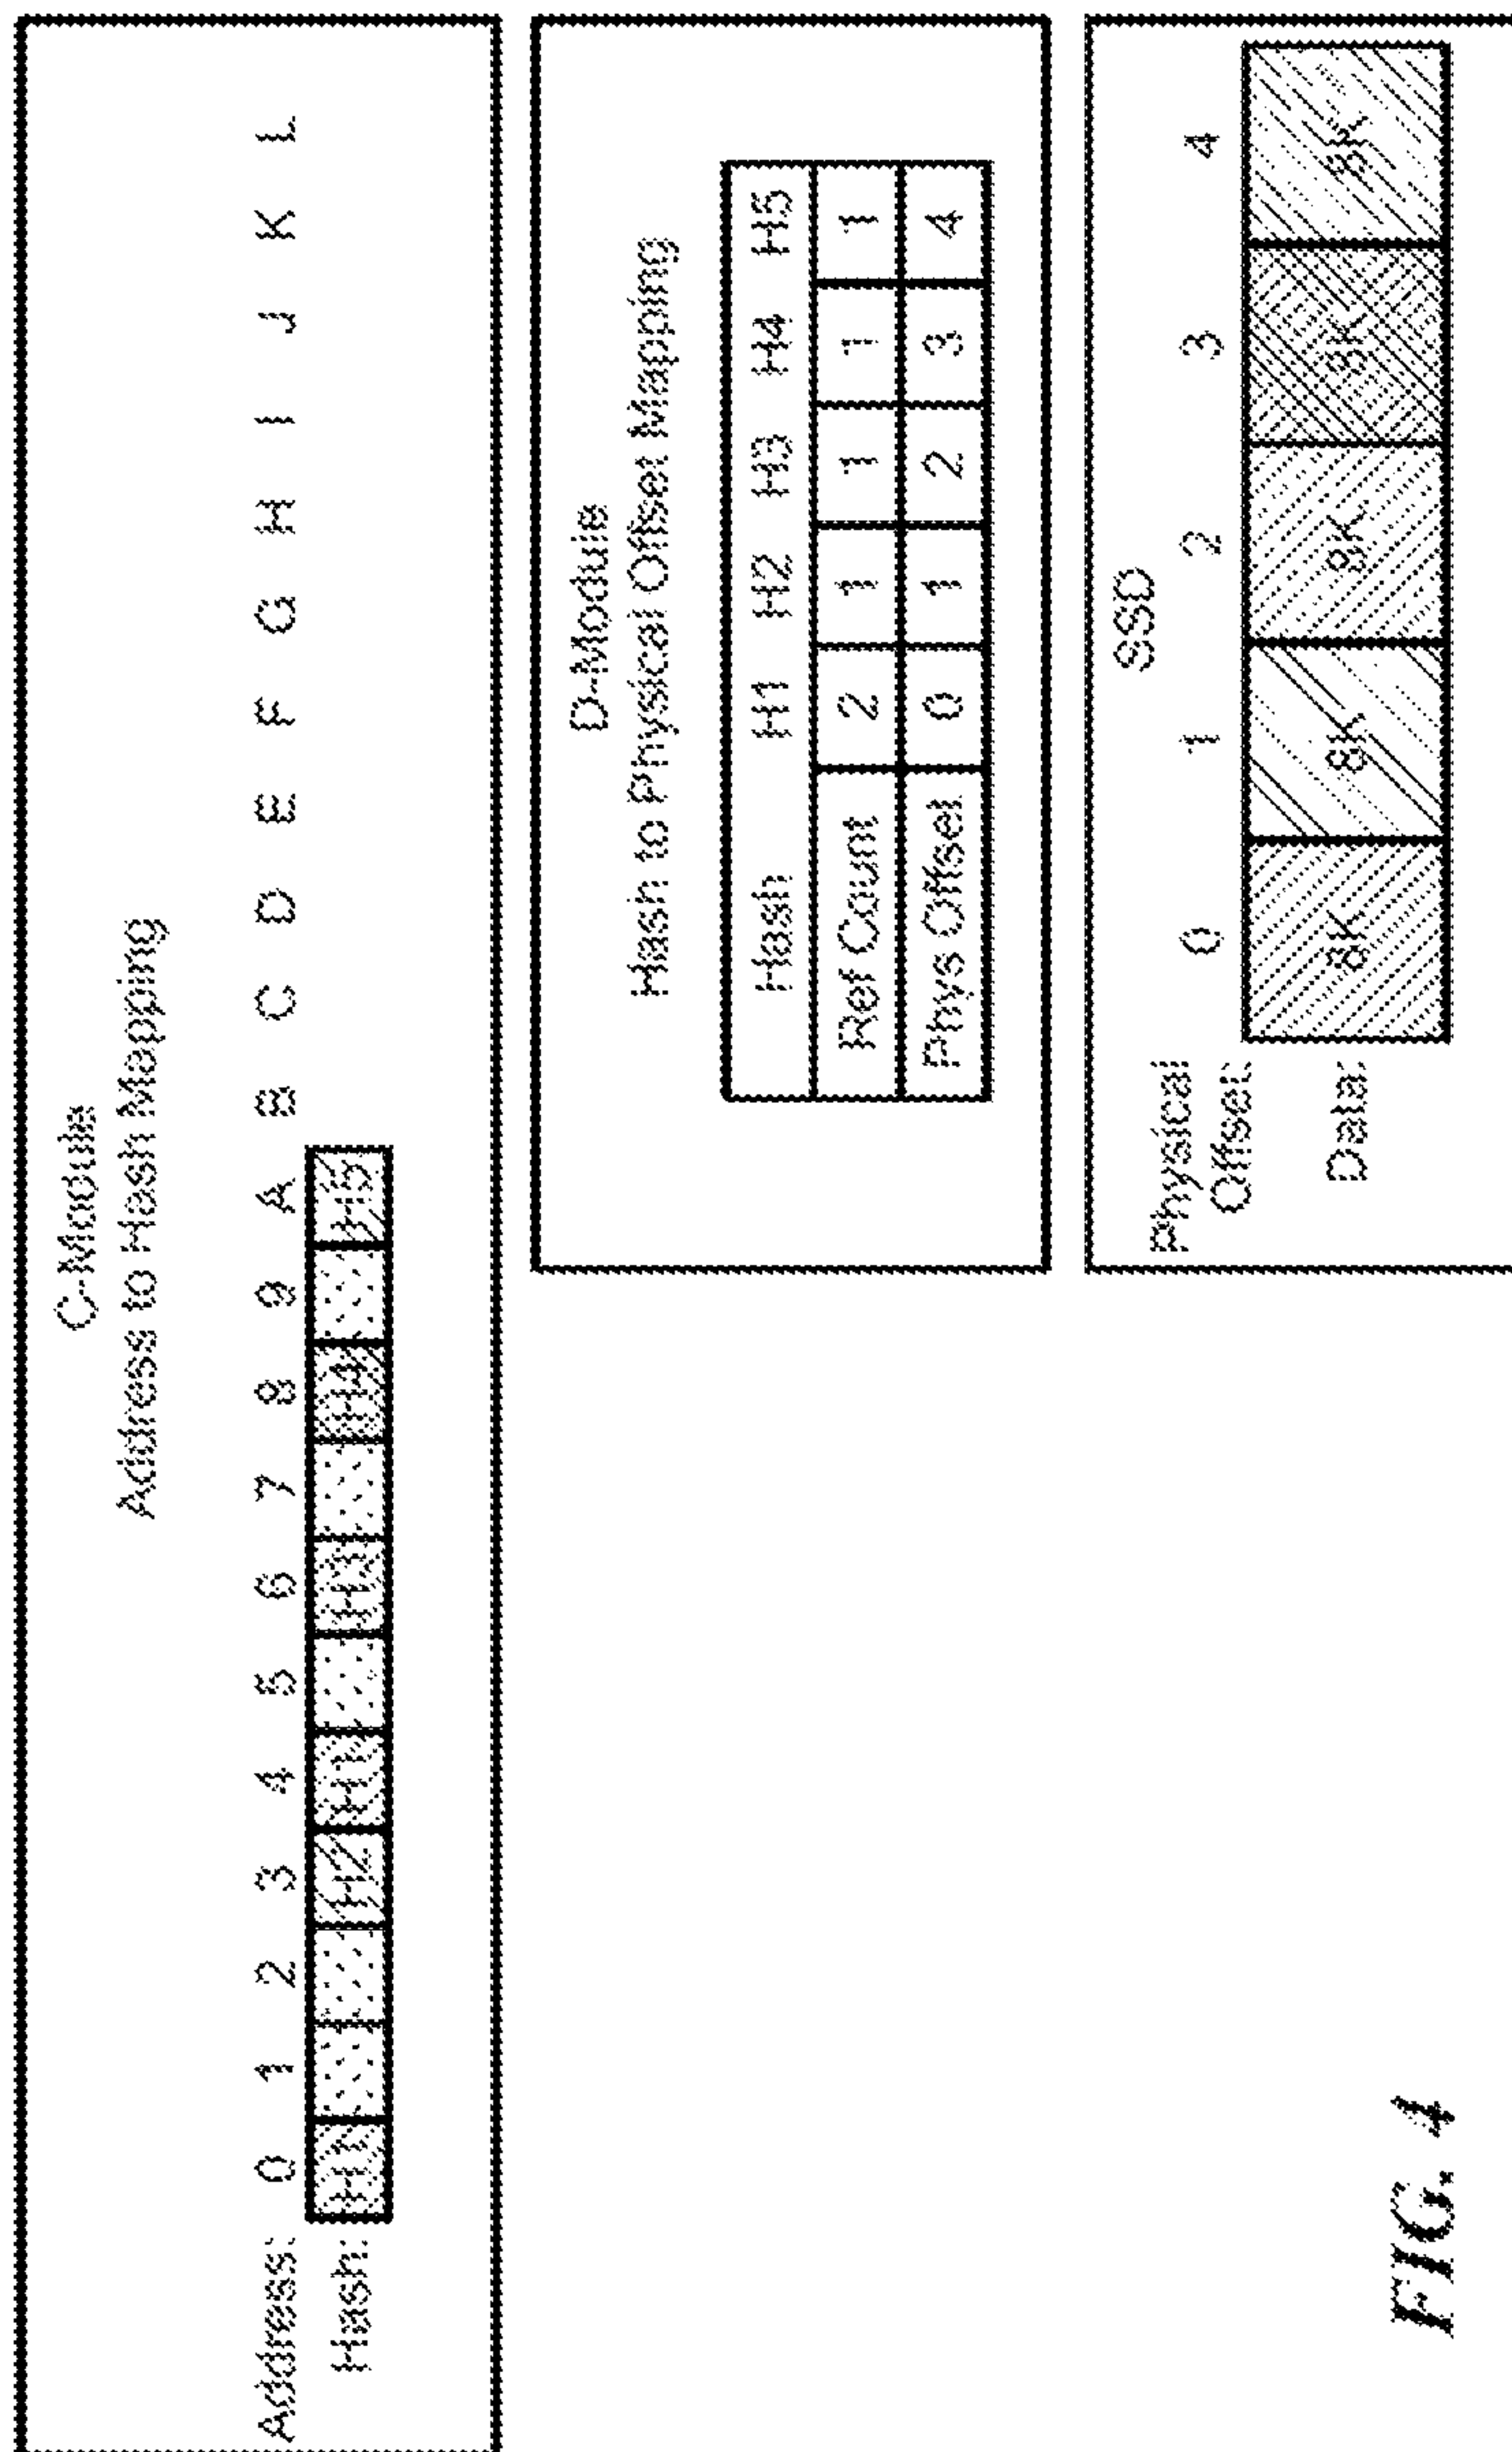 C-Module
Address to Hash Mapping
Address: 0 1 2 3 4 5 6 7 8 9 A B C D E F G H I J K L
Hash: H1 H2 H1 H3 H4 H5
D-Module
Hash to Physical Offset Mapping
Hash H1 H2 H3 H4 H5
Ref Count 2 1 1 1 1
Phys Offset 0 1 2 3 4
SSD
Physical
Offset: 0 1 2 3 4
Data: 8K 8K 8K 8K 8K
FIG. 4